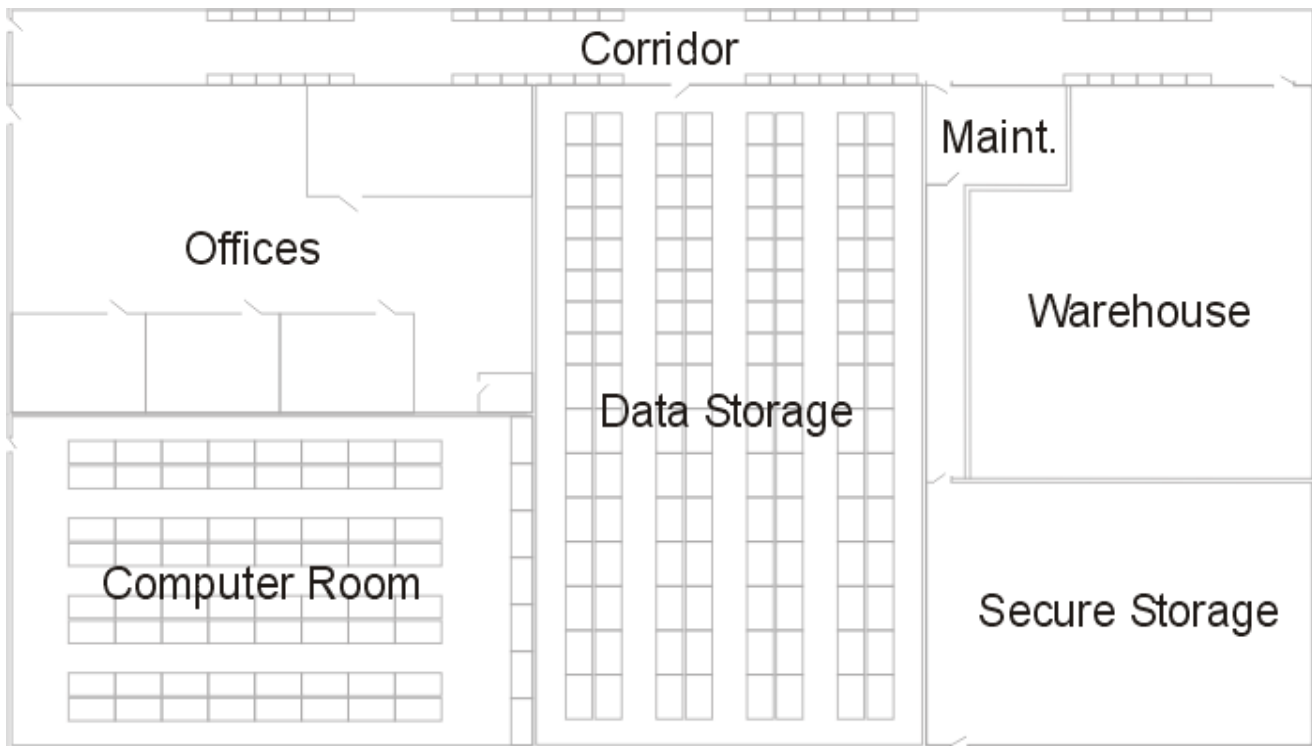 Corridor
Maint.
Offices
Warehouse
Data Storage
Computer Room
Secure Storage